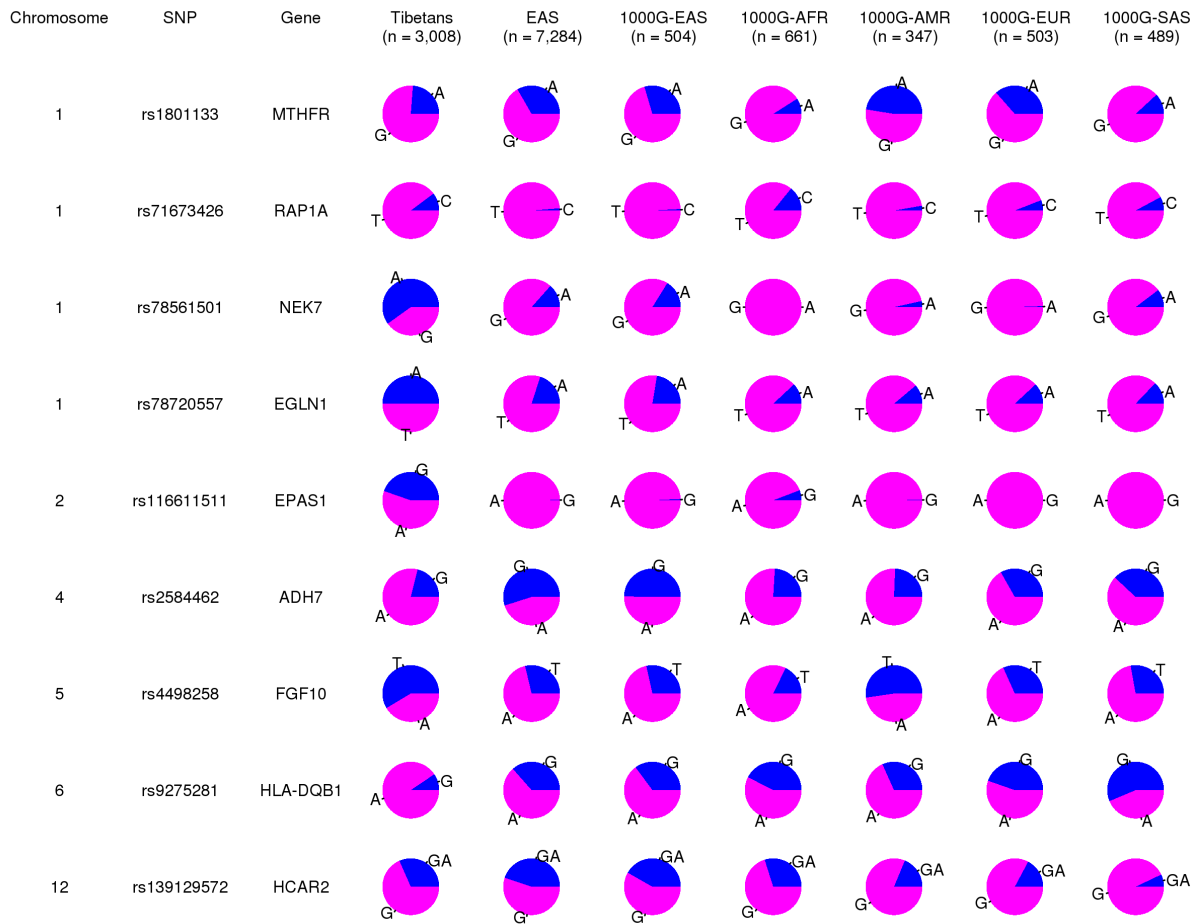 Chromosome SNP Gene Tibetans EAS 1000G-EAS 1000G-AFR 1000G-AMR 1000G-EUR 1000G-SAS
(n = 3,008) (n = 7,284) (n = 504) (n = 661) (n = 347) (n = 503) (n = 489)
1 rs1801133 MTHFR A G A G A G A G A G A G A G
1 rs71673426 RAP1A C T C T C T C T C T C T C T
1 rs78561501 NEK7 A G A G A G A G A G A G A G
1 rs78720557 EGLN1 A T A T A T A T A T A T A T
2 rs116611511 EPAS1 G A G A G A G A G A G A G A
4 rs2584462 ADH7 G A G A G A G A G A G A G A
5 rs4498258 FGF10 T A T A T A T A T A T A T A
6 rs9275281 HLA-DQB1 G A G A G A G A G A G A G A
12 rs139129572 HCAR2 GA G GA G GA G GA G GA G GA G GA G